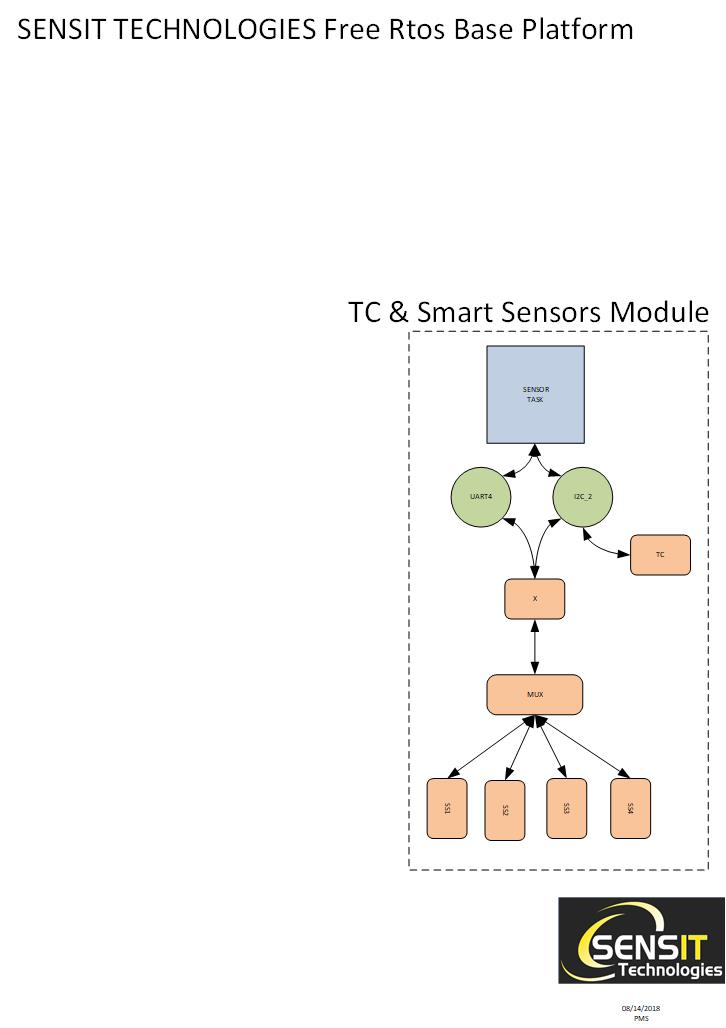 SENSIT TECHNOLOGIES Free Rtos Base Platform
TC & Smart Sensors Module
SENSOR
TASK
UART4
I2C_2
TC
X
MUX
SS1
SS2
SS3
SS4
SENSIT
Technologies
08/14/2018
PMS